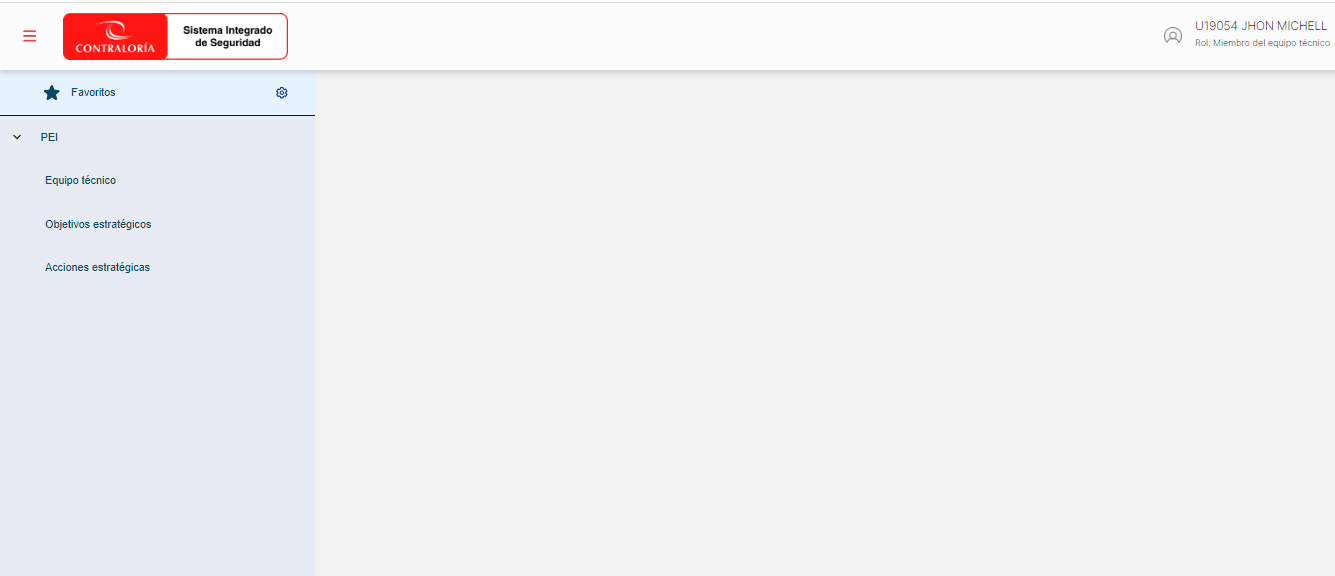 CONTRALORÍA
Sistema Integrado
de Seguridad
U19054 JHON MICHELL
Rol: Miembro del equipo técnico
Favoritos
PEI
Equipo técnico
Objetivos estratégicos
Acciones estratégicas